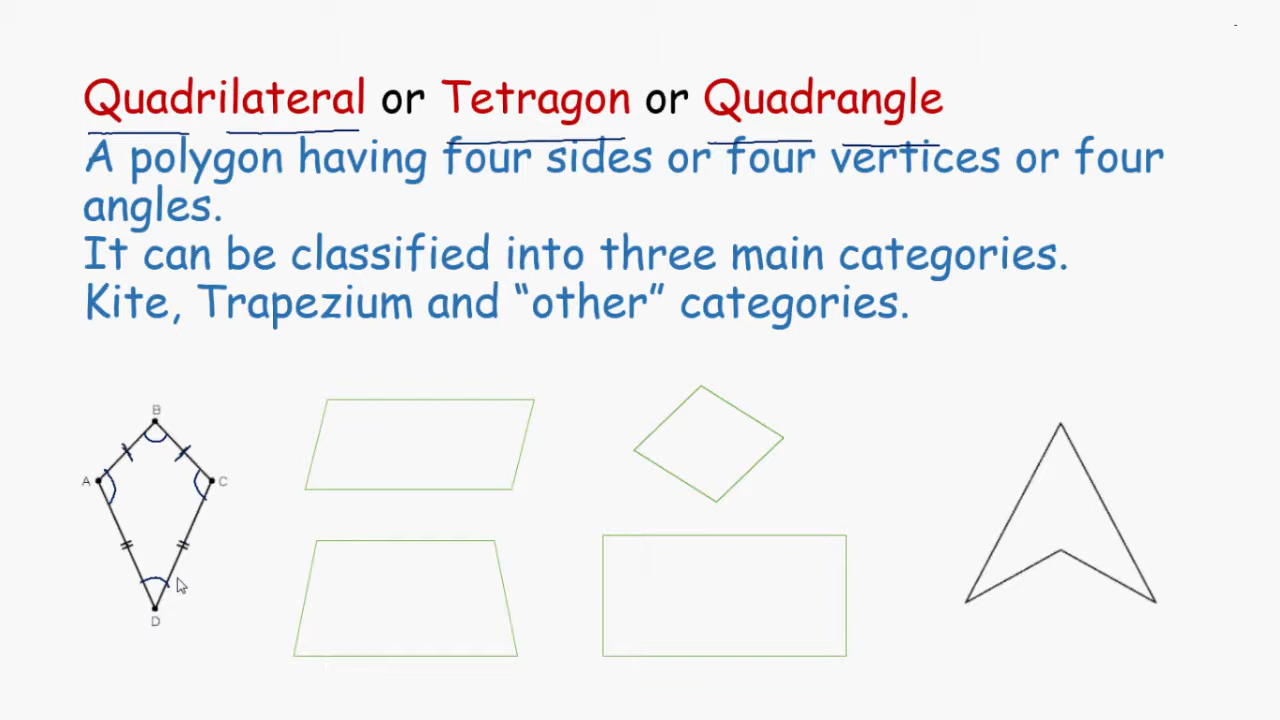 Quadrilateral or Tetragon or Quadrangle
A polygon having four sides or four vertices or four
angles.
It can be classified into three main categories.
Kite, Trapezium and “other” categories.
B
A
C
D